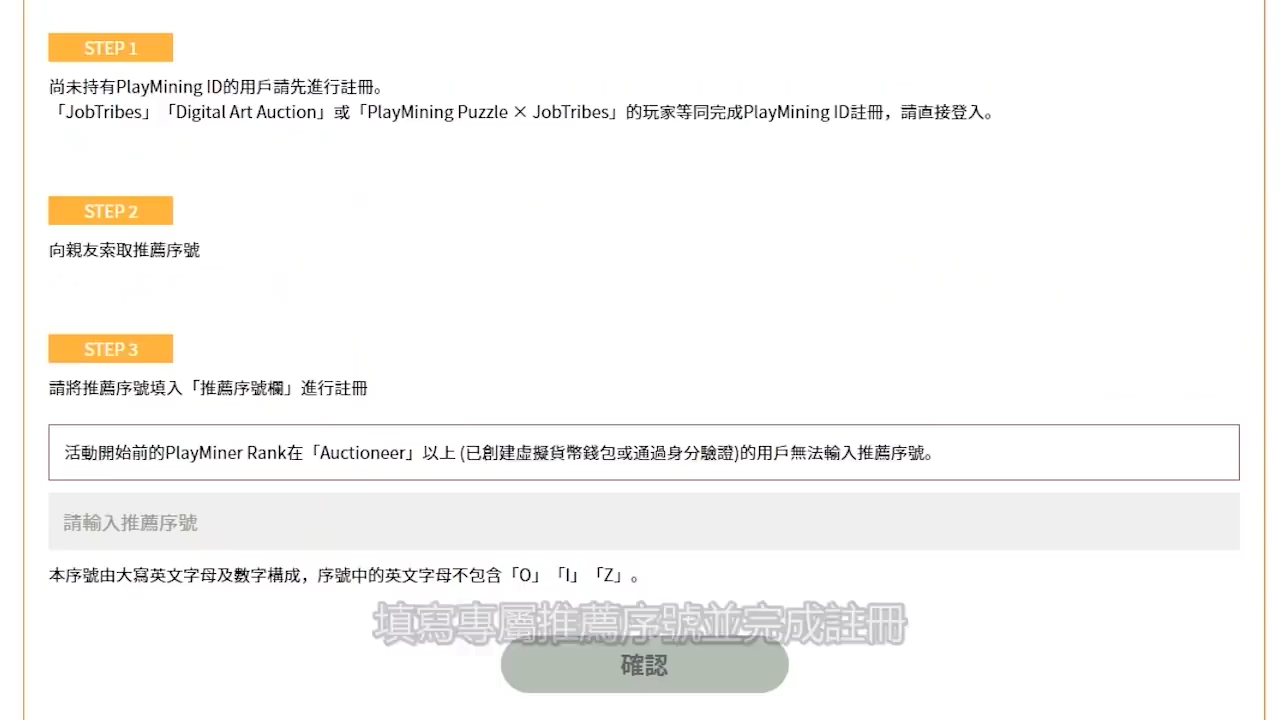 STEP 1
尚未持有PlayMining ID的用戶請先進行註冊。
「JobTribes」「Digital Art Auction」或「PlayMining Puzzle × JobTribes」的玩家等同完成PlayMining ID註冊，請直接登入。
STEP 2
向親友索取推薦序號
STEP 3
請將推薦序號填入「推薦序號欄」進行註冊
活動開始前的PlayMiner Rank在「Auctioneer」以上 (已創建虛擬貨幣錢包或通過身分驗證)的用戶無法輸入推薦序號。
請輸入推薦序號
本序號由大寫英文字母及數字構成，序號中的英文字母不包含「O」「I」「Z」。
填寫專屬推薦序號並完成註冊
確認